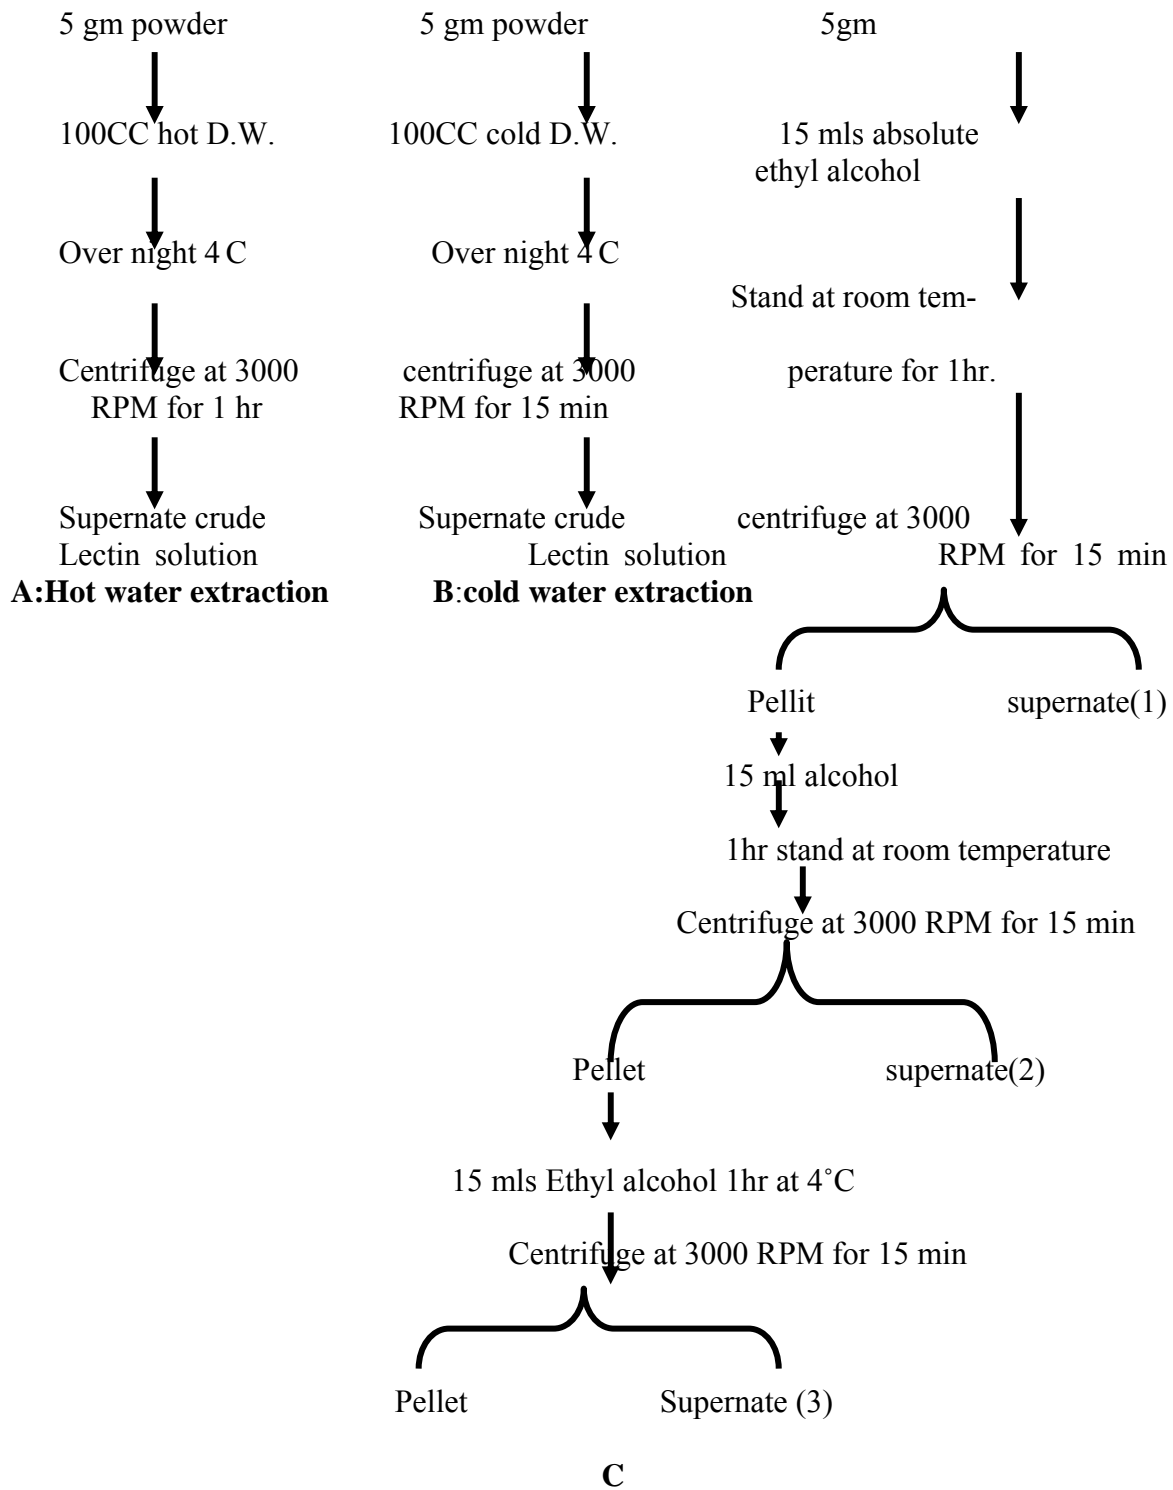 5 gm powder
100CC hot D.W.
Over night 4 C
Centrifuge at 3000
RPM for 1 hr
Supernate crude
Lectin solution
A:Hot water extraction
5 gm powder
100CC cold D.W.
Over night 4 C
centrifuge at 3000
RPM for 15 min
Supernate crude
Lectin solution
B:cold water extraction
5gm
15 mls absolute
ethyl alcohol
Stand at room tem-
perature for 1hr.
centrifuge at 3000
RPM for 15 min
Pellit
supernate(1)
15 ml alcohol
1hr stand at room temperature
Centrifuge at 3000 RPM for 15 min
Pellet
supernate(2)
15 mls Ethyl alcohol 1hr at 4˚C
Centrifuge at 3000 RPM for 15 min
Pellet
Supernate (3)
C